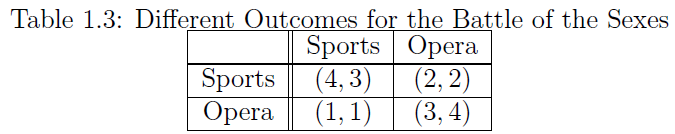 Table 1.3: Different Outcomes for the Battle of the Sexes
Sports Opera
Sports (4, 3) (2, 2)
Opera (1, 1) (3, 4)